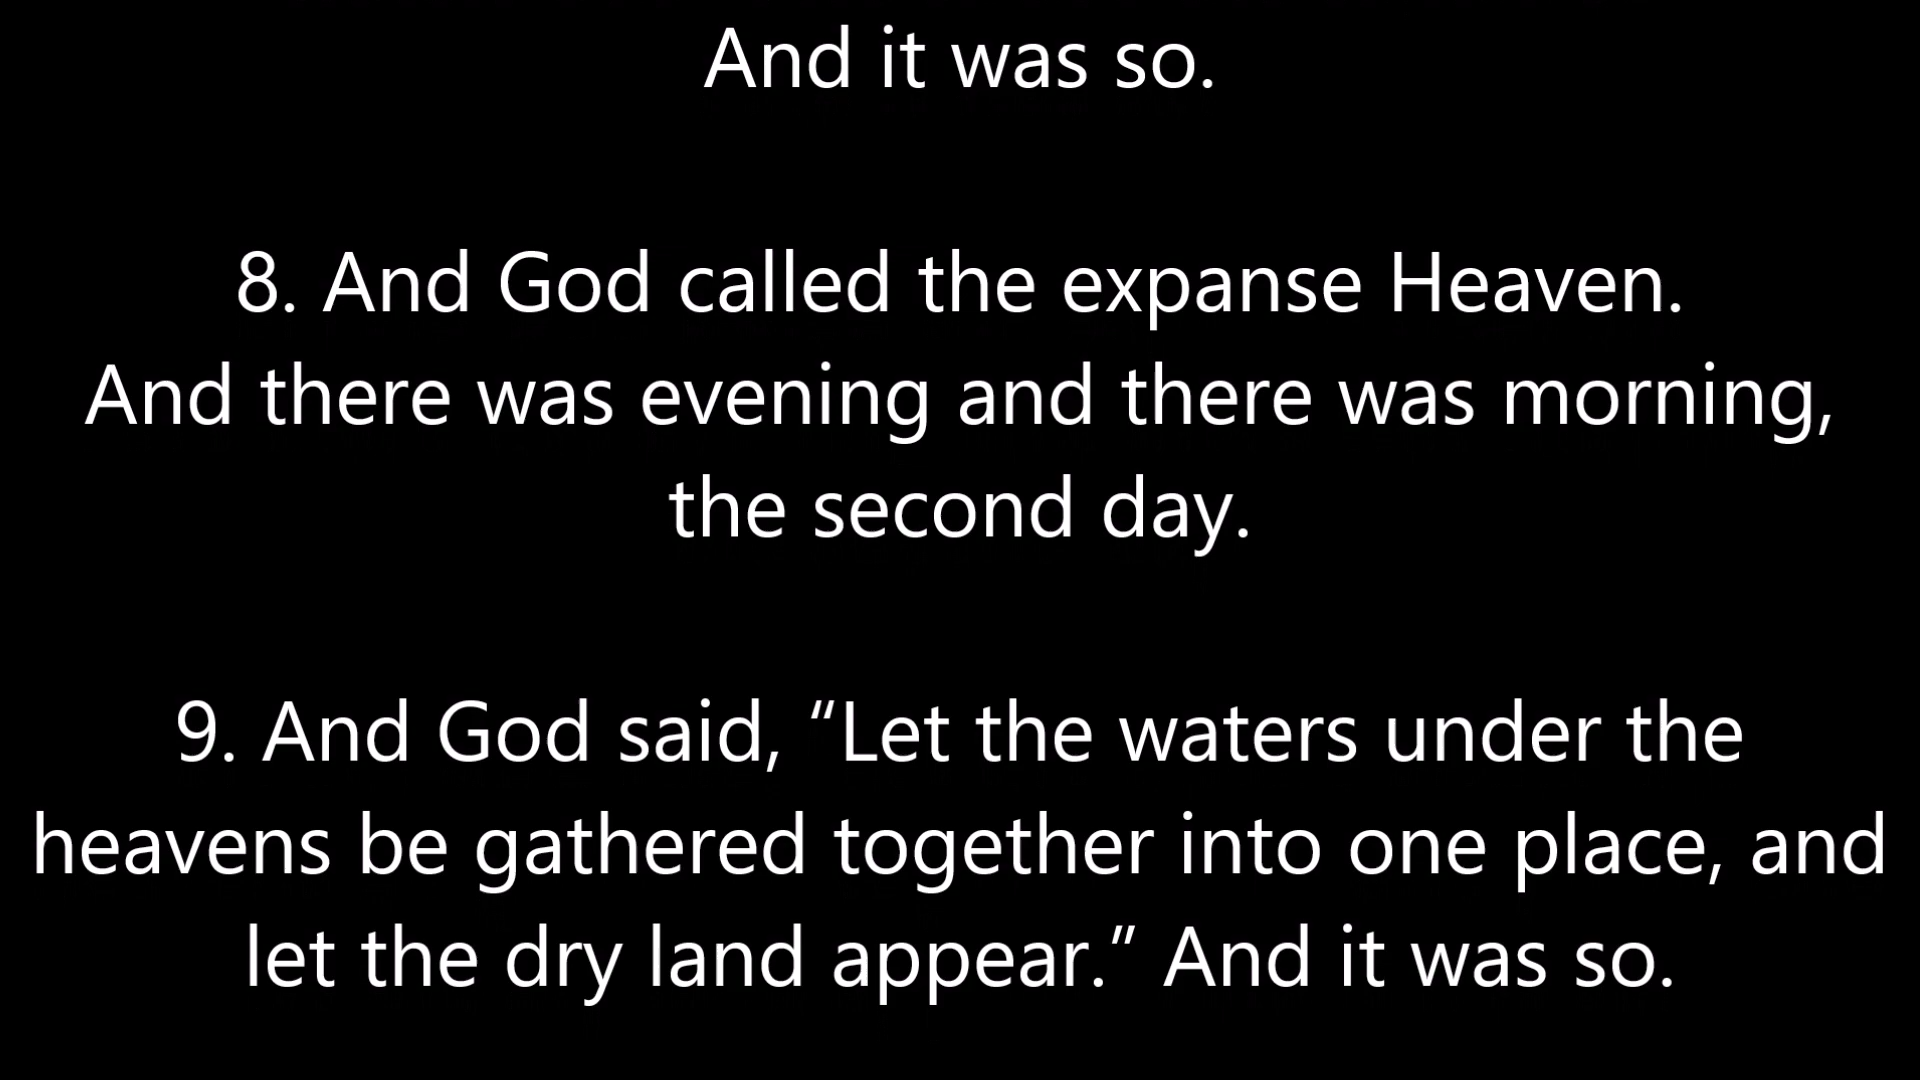 And it was so.
8. And God called the expanse Heaven.
And there was evening and there was morning,
the second day.
9. And God said, “Let the waters under the
heavens be gathered together into one place, and
let the dry land appear.” And it was so.